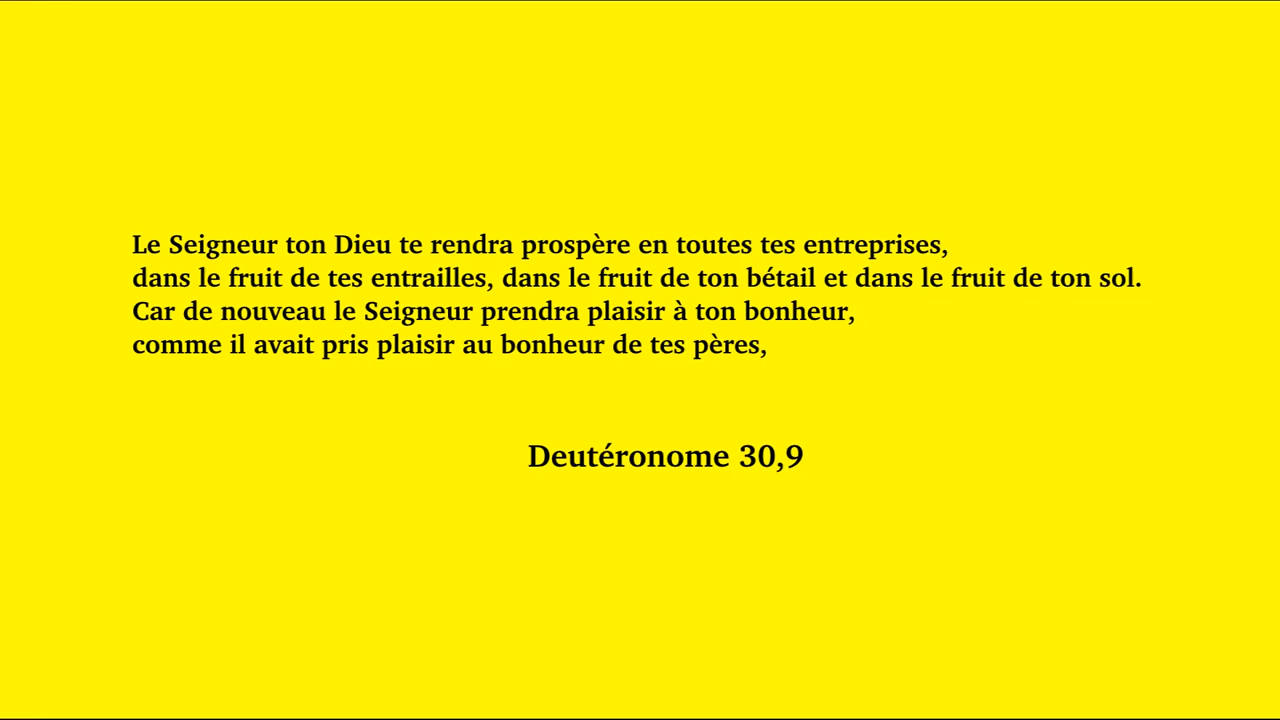 Le Seigneur ton Dieu te rendra prospère en toutes tes entreprises,
dans le fruit de tes entrailles, dans le fruit de ton bétail et dans le fruit de ton sol.
Car de nouveau le Seigneur prendra plaisir à ton bonheur,
comme il avait pris plaisir au bonheur de tes pères,
Deutéronome 30,9